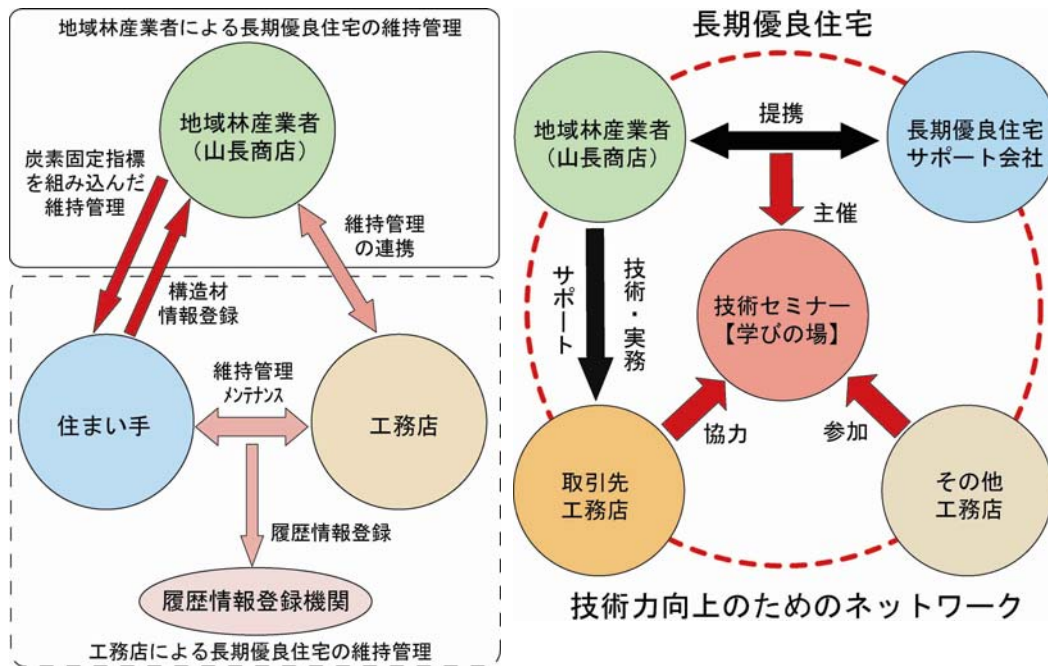 地域林産業者による長期優良住宅の維持管理
地域林産業者
（山長商店）
炭素固定指標
を組み込んだ
維持管理
維持管理
の連携
構造材
情報登録
住まい手
維持管理
メンテナンス
工務店
履歴情報登録
履歴情報登録機関
工務店による長期優良住宅の維持管理
長期優良住宅
地域林産業者
（山長商店）
提携
長期優良住宅
サポート会社
主催
技術・実務
サポート
技術セミナー
【学びの場】
協力
参加
取引先
工務店
その他
工務店
技術力向上のためのネットワーク